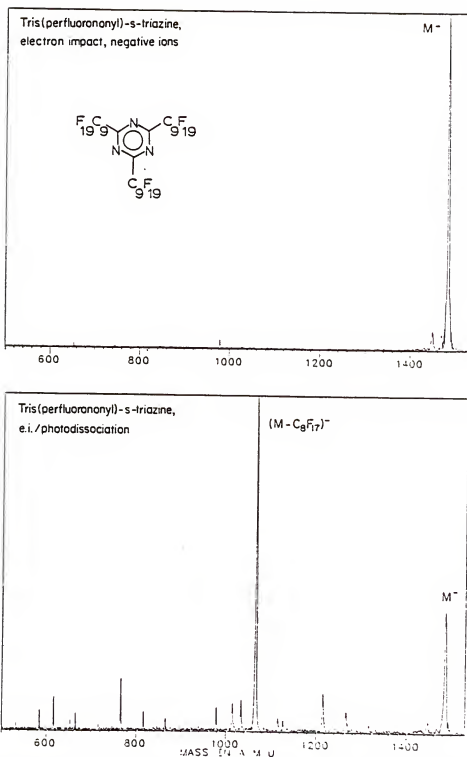 Tris(perfluorononyl)-s-triazine,
electron impact, negative ions
M⁻
F₁₉C₉ N C₉F₁₉
N N
C₉F₁₉
600 800 1000 1200 1400
Tris(perfluorononyl)-s-triazine,
e.i./photodissociation
(M-C₈F₁₇)⁻
M⁻
600 800 1000 1200 1400
MASS IN A M U